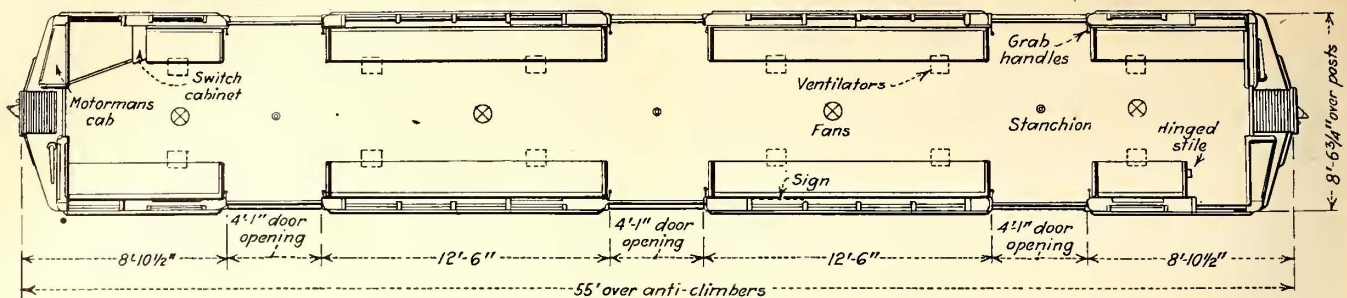 Switch
cabinet
Motormans
cab
Ventilators
Grab
handles
Fans
Stanchion
Hinged
stile
Sign
8'-6¾" over posts
4'-1" door
opening
4'-1" door
opening
4'-1" door
opening
8'-10½"
12'-6"
12'-6"
8'-10½"
55' over anti-climbers